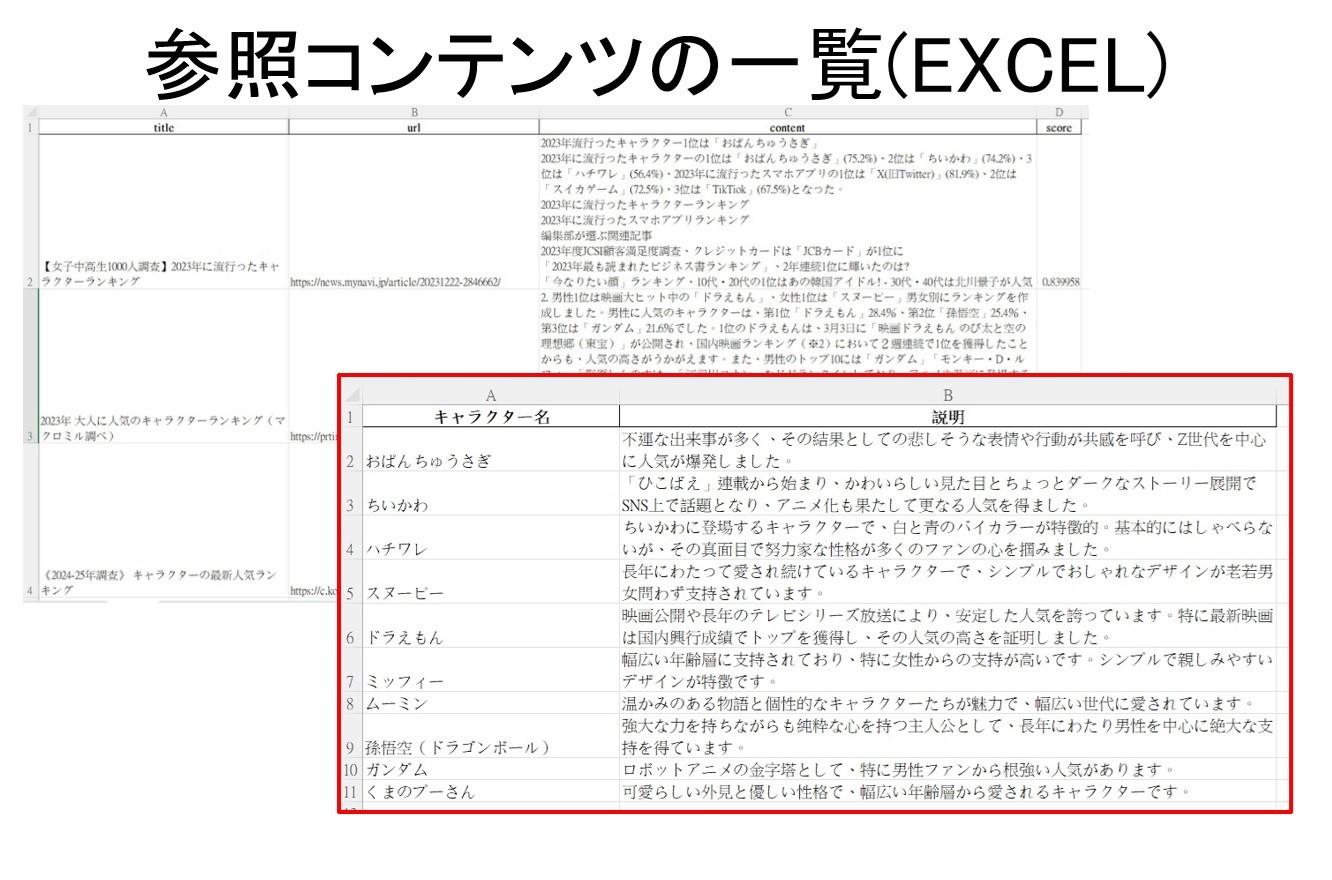 参照コンテンツの一覧(EXCEL)
A B C D
1 title url content score
2023年流行ったキャラクター1位は「おぱんちゅうさぎ」
2023年に流行ったキャラクターの1位は「おぱんちゅうさぎ」(75.2%)、2位は「ちいかわ」(74.2%)、3
位は「ハチワレ」(56.4%)、2023年に流行ったスマホアプリの1位は「X(旧Twitter)」(81.9%)、2位は
「スイカゲーム」(72.5%)、3位は「TikTok」(67.5%)となった。
2023年に流行ったキャラクターランキング
2023年に流行ったスマホアプリランキング
編集部が選ぶ関連記事
2023年度JCSI顧客満足度調査、クレジットカードは「JCBカード」が1位に
「2023年最も読まれたビジネス書ランキング」、2年連続1位に輝いたのは?
「今なりたい顔」ランキング、10代・20代の1位はあの韓国アイドル! - 30代・40代は北川景子が人気
【女子中高生1000人調査】2023年に流行ったキャ
2 ラクターランキング
https://news.mynavi.jp/article/20231222-2846662/
0.839958
2. 男性1位は映画大ヒット中の「ドラえもん」、女性1位は「スヌーピー」男女別にランキングを作
成しました。男性に人気のキャラクターは、第1位「ドラえもん」28.4%、第2位「孫悟空」25.4%、
第3位は「ガンダム」21.6%でした。1位のドラえもんは、3月3日に「映画ドラえもん のび太と空の
理想郷（東宝）」が公開され、国内映画ランキング（※2）において２週連続で1位を獲得したこと
からも、人気の高さがうかがえます。また、男性のトップ10には「ガンダム」「モンキー・D・ル
2023年 大人に人気のキャラクターランキング（マ
3 クロミル調べ）
https://prti
《2024-25年調査》 キャラクターの最新人気ラン
4 キング
https://c.ko
A B
1 キャラクター名 説明
不運な出来事が多く、その結果としての悲しそうな表情や行動が共感を呼び、Z世代を中心
2 おぱんちゅうさぎ に人気が爆発しました。
「ひこばえ」連載から始まり、かわいらしい見た目とちょっとダークなストーリー展開で
3 ちいかわ SNS上で話題となり、アニメ化も果たして更なる人気を得ました。
ちいかわに登場するキャラクターで、白と青のバイカラーが特徴的。基本的にはしゃべらな
4 ハチワレ いが、その真面目で努力家な性格が多くのファンの心を掴みました。
長年にわたって愛され続けているキャラクターで、シンプルでおしゃれなデザインが老若男
5 スヌーピー 女問わず支持されています。
映画公開や長年のテレビシリーズ放送により、安定した人気を誇っています。特に最新映画
6 ドラえもん は国内興行成績でトップを獲得し、その人気の高さを証明しました。
幅広い年齢層に支持されており、特に女性からの支持が高いです。シンプルで親しみやすい
7 ミッフィー デザインが特徴です。
8 ムーミン 温かみのある物語と個性的なキャラクターたちが魅力で、幅広い世代に愛されています。
強大な力を持ちながらも純粋な心を持つ主人公として、長年にわたり男性を中心に絶大な支
9 孫悟空（ドラゴンボール） 持を得ています。
10 ガンダム ロボットアニメの金字塔として、特に男性ファンから根強い人気があります。
11 くまのプーさん 可愛らしい外見と優しい性格で、幅広い年齢層から愛されるキャラクターです。